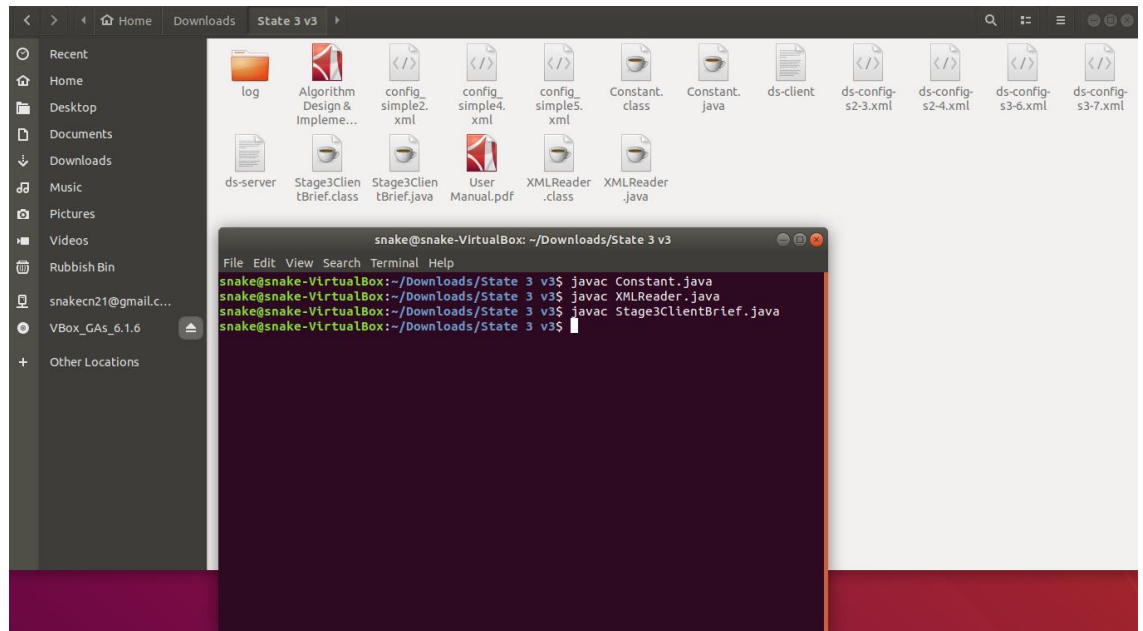 Home Downloads State 3 v3
Recent
Home
Desktop
Documents
Downloads
Music
Pictures
Videos
Rubbish Bin
snakecn21@gmail.c...
VBox_GAs_6.1.6
+ Other Locations
log
Algorithm
Design &
Impleme...
config_
simple2.
xml
config_
simple4.
xml
config_
simple5.
xml
Constant.
class
Constant.
java
ds-client
ds-config-
s2-3.xml
ds-config-
s2-4.xml
ds-config-
s3-6.xml
ds-config-
s3-7.xml
ds-server
Stage3Clien
tBrief.class
Stage3Clien
tBrief.java
User
Manual.pdf
XMLReader
.class
XMLReader
.java
snake@snake-VirtualBox: ~/Downloads/State 3 v3
File Edit View Search Terminal Help
snake@snake-VirtualBox:~/Downloads/State 3 v3$ javac Constant.java
snake@snake-VirtualBox:~/Downloads/State 3 v3$ javac XMLReader.java
snake@snake-VirtualBox:~/Downloads/State 3 v3$ javac Stage3ClientBrief.java
snake@snake-VirtualBox:~/Downloads/State 3 v3$